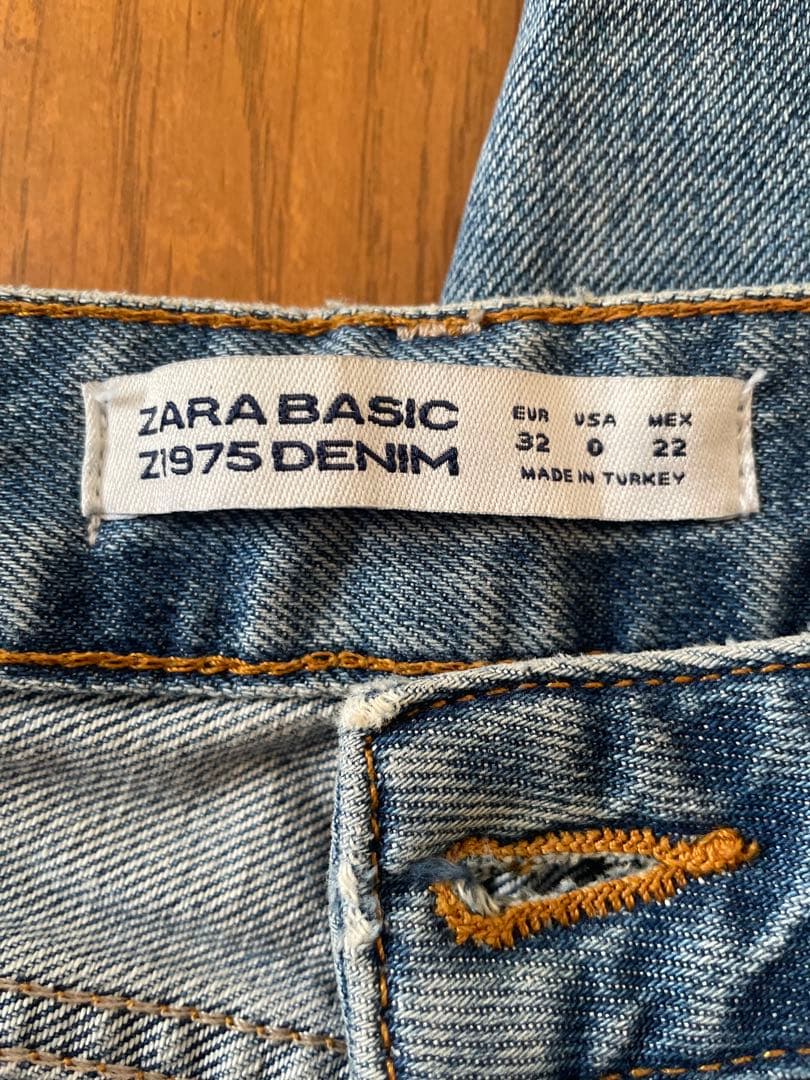 ZARA BASIC
Z1975 DENIM
EUR USA MEX
32 0 22
MADE IN TURKEY